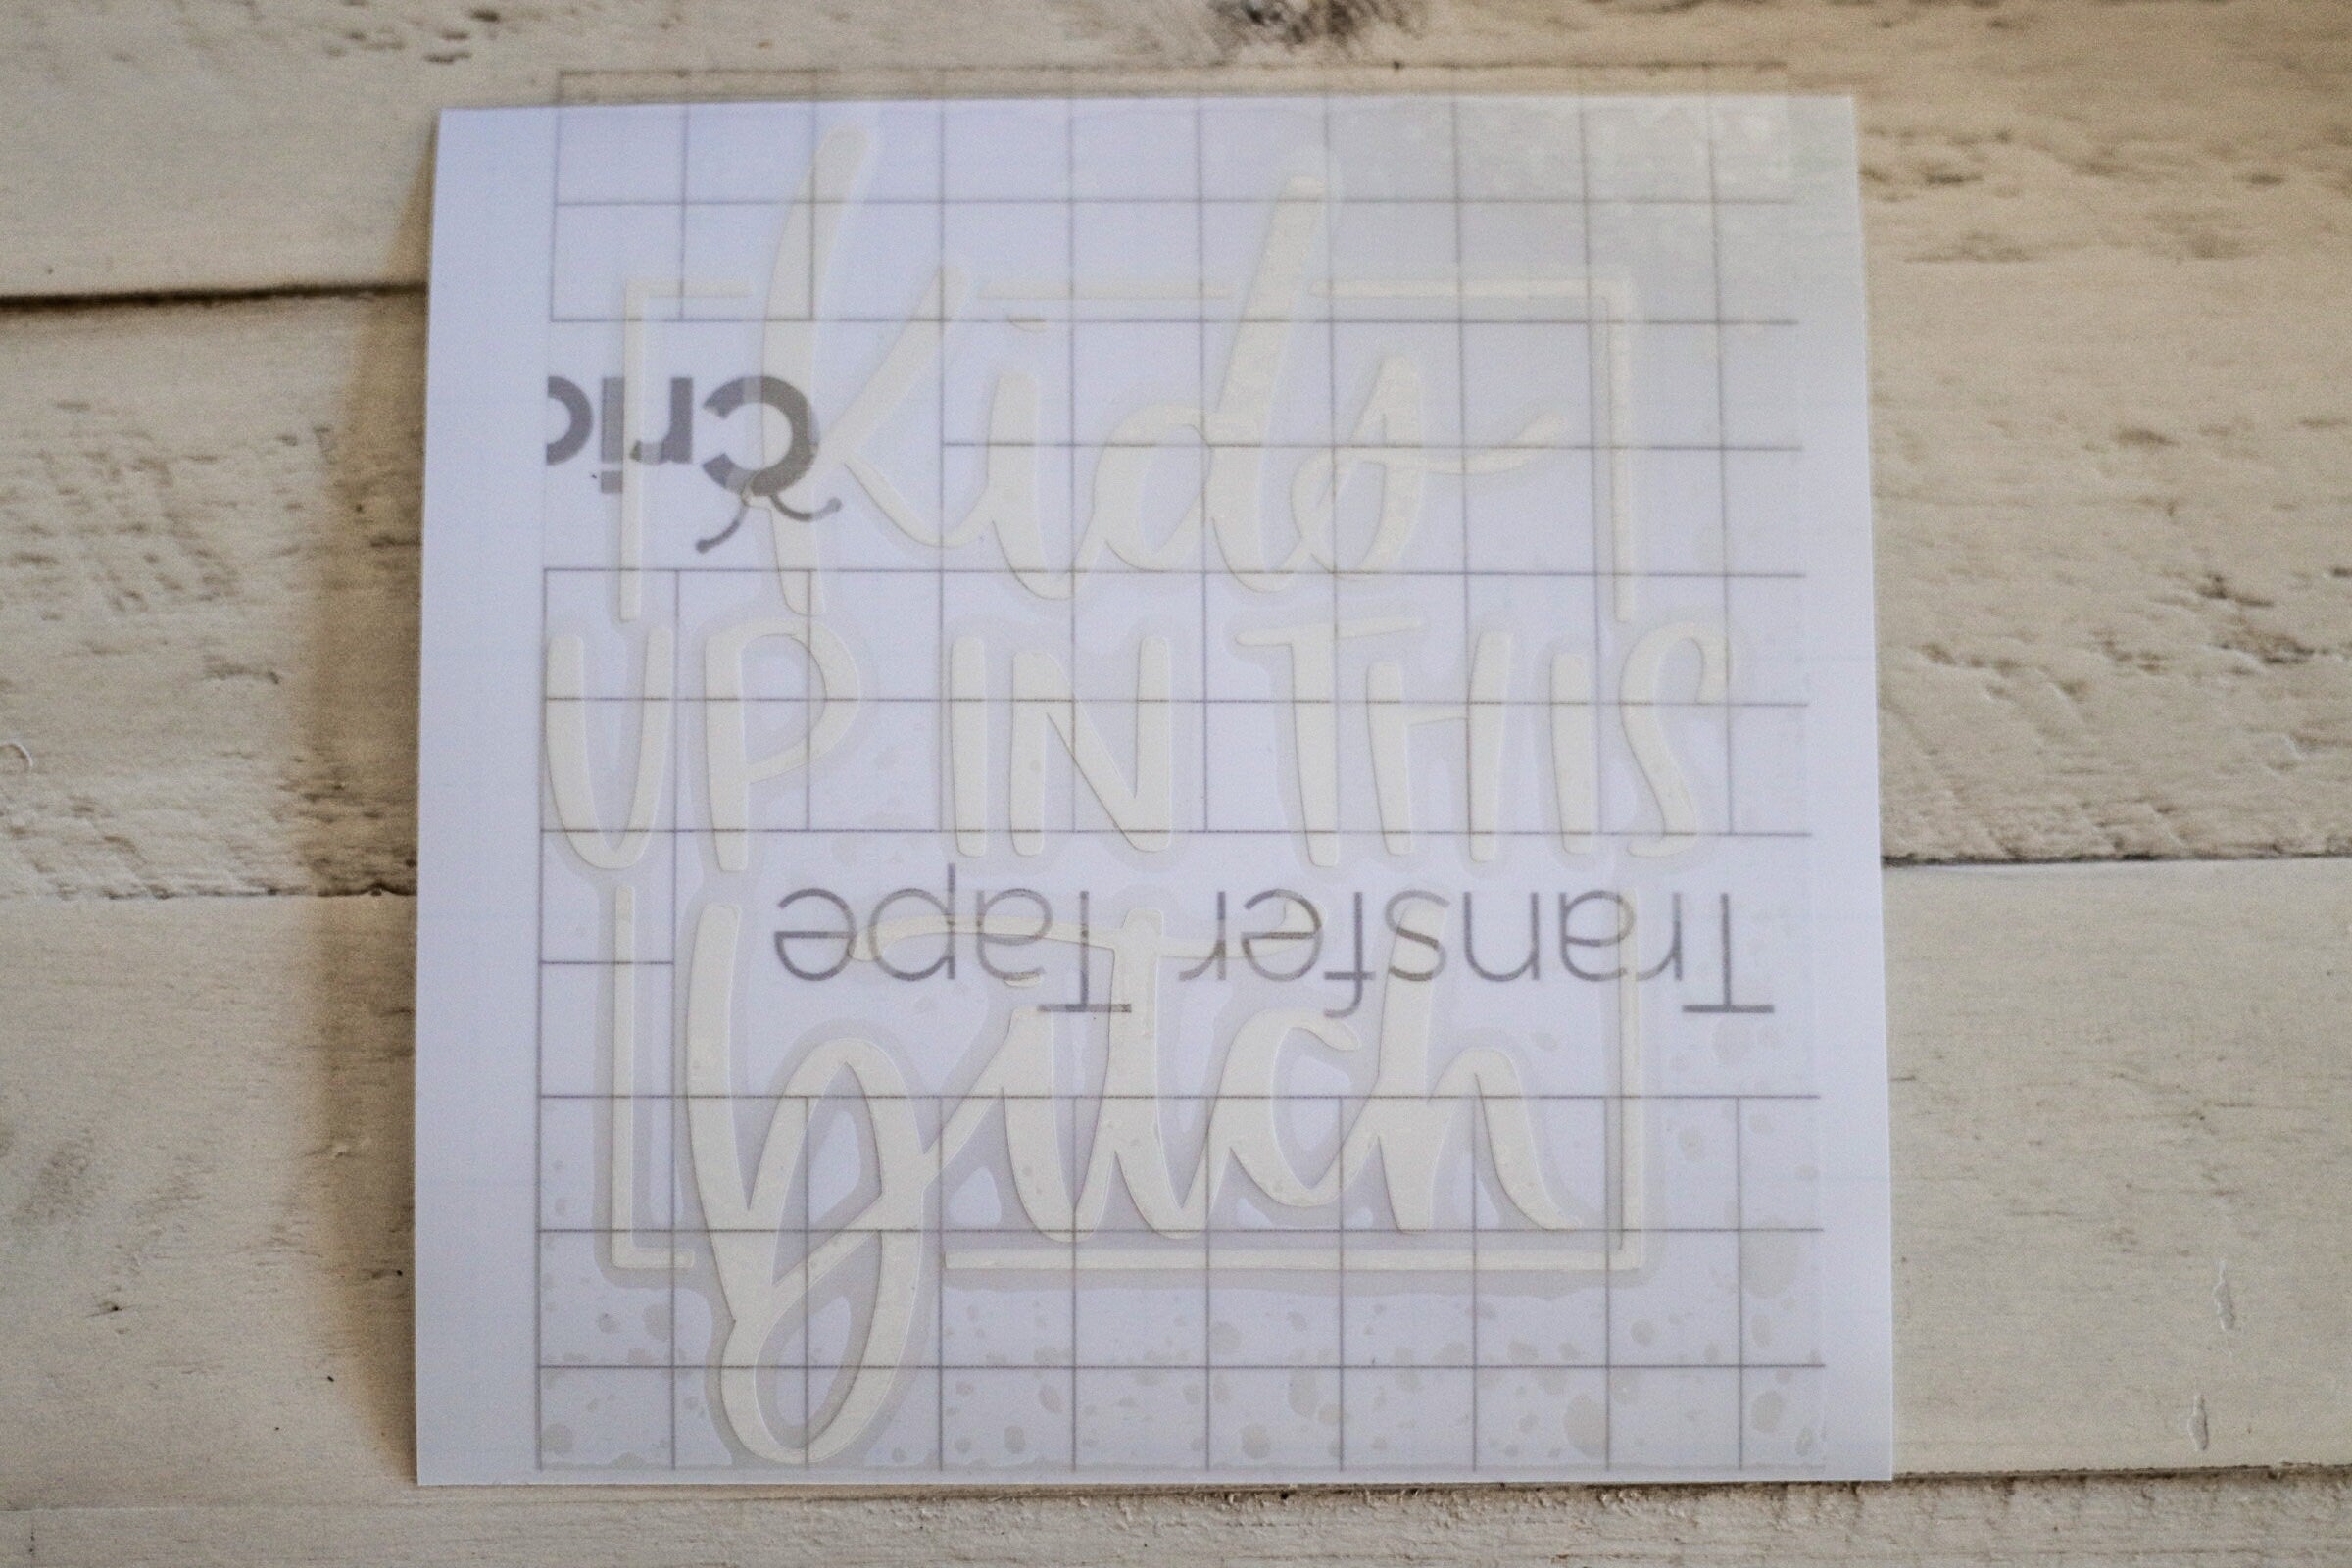 kids
Cric
UP IN THIS
Transfer Tape
bitch